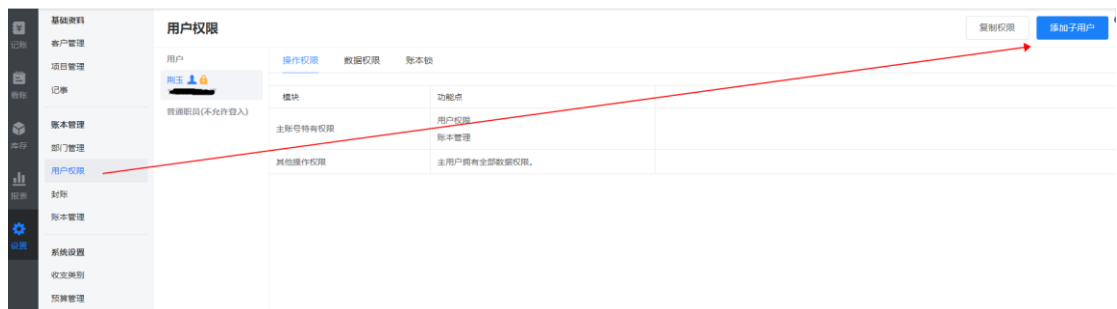 记账
看账
库存
报表
设置
基础资料
客户管理
项目管理
记事
账本管理
部门管理
用户权限
封账
账本管理
系统设置
收支类别
预算管理
用户权限
复制权限
添加子用户
用户
荆玉
普通职员(不允许登入)
操作权限
数据权限
账本锁
模块
功能点
主账号特有权限
用户权限
账本管理
其他操作权限
主用户拥有全部数据权限。